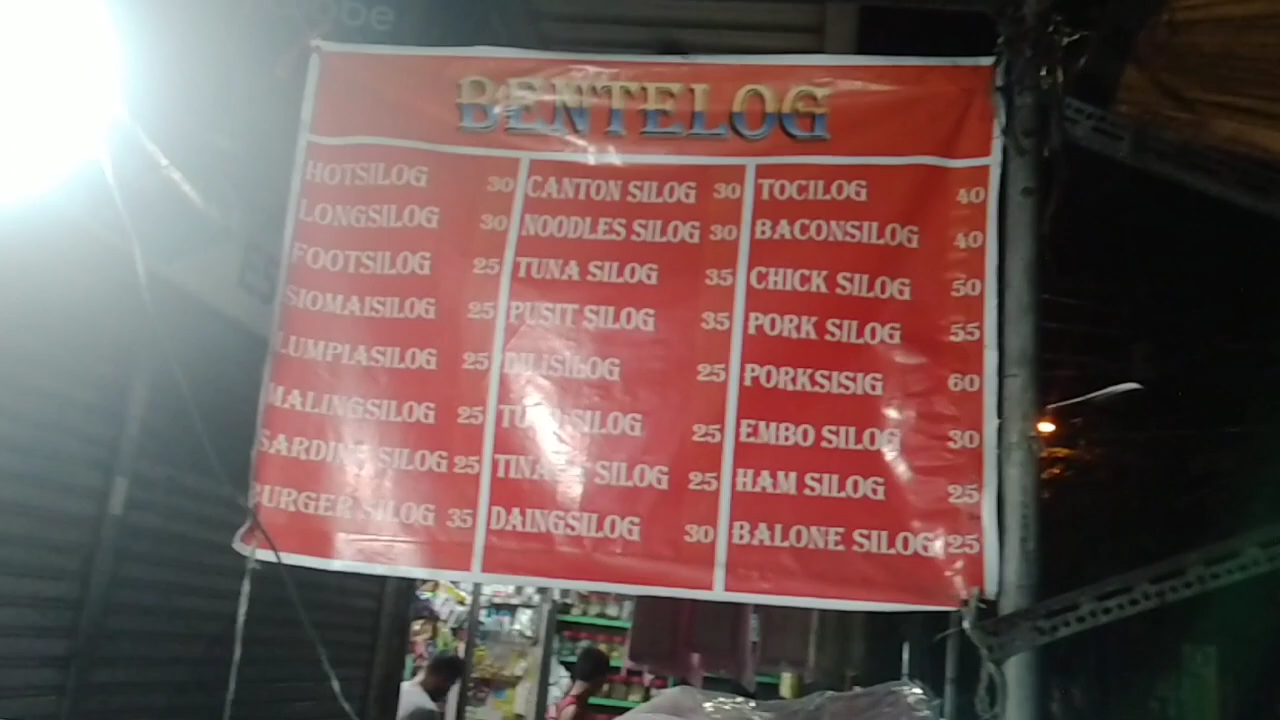 BENTELOG
HOTSILOG 30
LONGSILOG 30
FOOTSILOG 25
SIOMAISILOG 25
LUMPIASILOG 25
MALINGSILOG 25
SILOG 25
BURGER SILOG 35
CANTON SILOG 30
NOODLES SILOG 30
TUNA SILOG 35
PUSIT SILOG 35
DILISILOG 25
SILOG 25
SILOG 25
DAINGSILOG 30
TOCILOG 40
BACONSILOG 40
CHICK SILOG 50
PORK SILOG 55
PORKSISIG 60
EMBO SILOG 30
HAM SILOG 25
BALONE SILOG 25